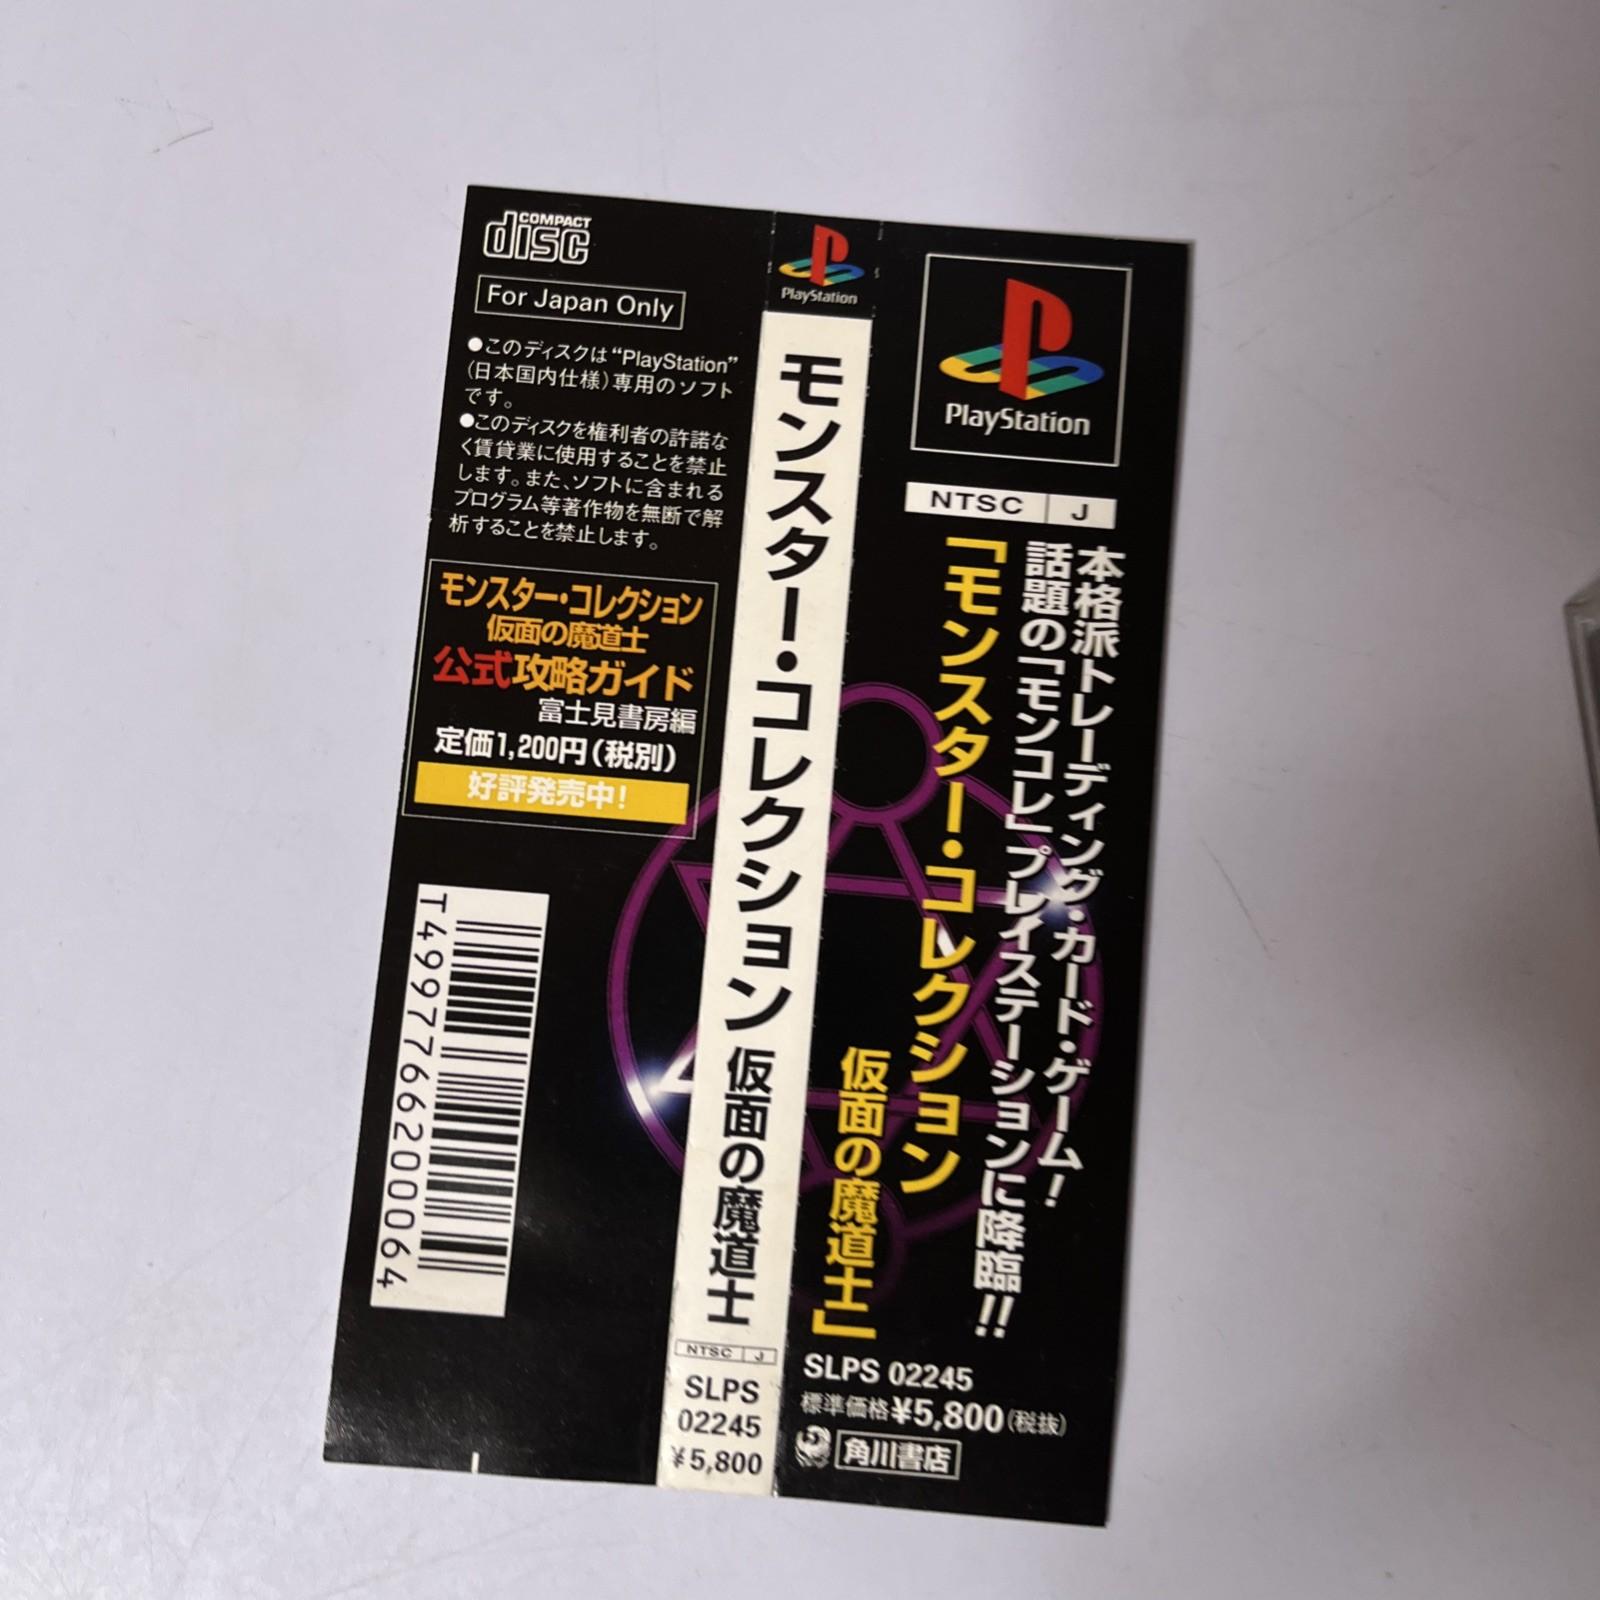 COMPACT
disc
For Japan Only
●このディスクは“PlayStation”
(日本国内仕様)専用のソフト
です。
●このディスクを権利者の許諾な
く賃貸業に使用することを禁止
します。また、ソフトに含まれる
プログラム等著作物を無断で解
析することを禁止します。
モンスター・コレクション
仮面の魔道士
公式攻略ガイド
富士見書房編
定価1,200円(税別)
好評発売中!
T4997766200064
PlayStation
モンスター・コレクション 仮面の魔道士
NTSC J
SLPS
02245
¥5,800
PlayStation
NTSC J
本格派トレーディング・カード・ゲーム!
話題の「モンコレ」プレイステーションに降臨!!
「モンスター・コレクション
仮面の魔道士」
SLPS 02245
標準価格¥5,800(税抜)
角川書店